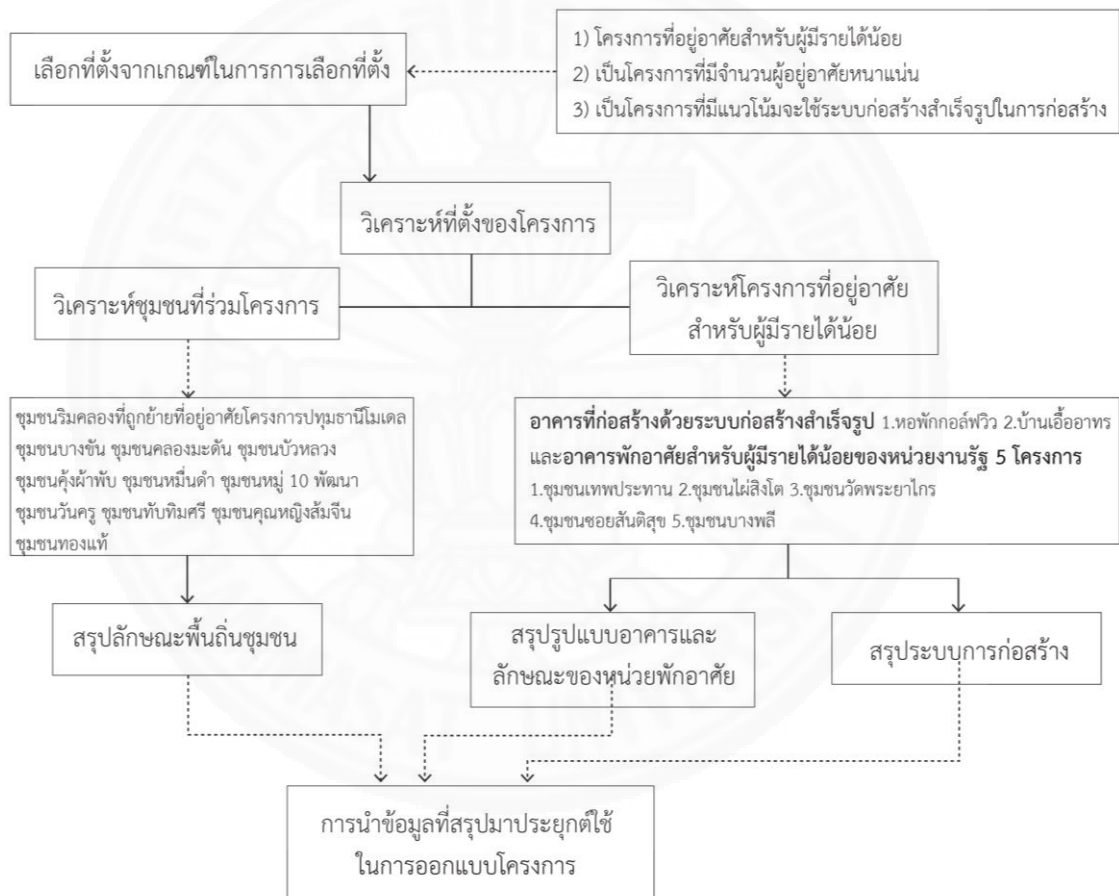 เลือกที่ตั้งจากเกณฑ์ในการการเลือกที่ตั้ง
1) โครงการที่อยู่อาศัยสำหรับผู้มีรายได้น้อย
2) เป็นโครงการที่มีจำนวนผู้อยู่อาศัยหนาแน่น
3) เป็นโครงการที่มีแนวโน้มจะใช้ระบบก่อสร้างสำเร็จรูปในการก่อสร้าง
วิเคราะห์ที่ตั้งของโครงการ
วิเคราะห์ชุมชนที่ร่วมโครงการ
วิเคราะห์โครงการที่อยู่อาศัย
สำหรับผู้มีรายได้น้อย
ชุมชนริมคลองที่ถูกย้ายที่อยู่อาศัยโครงการปทุมธานีโมเดล
ชุมชนบางขัน ชุมชนคลองมะดัน ชุมชนบัวหลวง
ชุมชนคุ้งผ้าพับ ชุมชนหมื่นดำ ชุมชนหมู่ 10 พัฒนา
ชุมชนวันครู ชุมชนทับทิมศรี ชุมชนคุณหญิงส้มจีน
ชุมชนทองแท้
อาคารที่ก่อสร้างด้วยระบบก่อสร้างสำเร็จรูป 1.หอพักกอล์ฟวิว 2.บ้านเอื้ออาทร
และอาคารพักอาศัยสำหรับผู้มีรายได้น้อยของหน่วยงานรัฐ 5 โครงการ
1.ชุมชนเทพประทาน 2.ชุมชนไผ่สิงโต 3.ชุมชนวัดพระยาไกร
4.ชุมชนซอยสันติสุข 5.ชุมชนบางพลี
สรุปลักษณะพื้นถิ่นชุมชน
สรุปรูปแบบอาคารและ
ลักษณะของหน่วยพักอาศัย
สรุประบบการก่อสร้าง
การนำข้อมูลที่สรุปมาประยุกต์ใช้
ในการออกแบบโครงการ